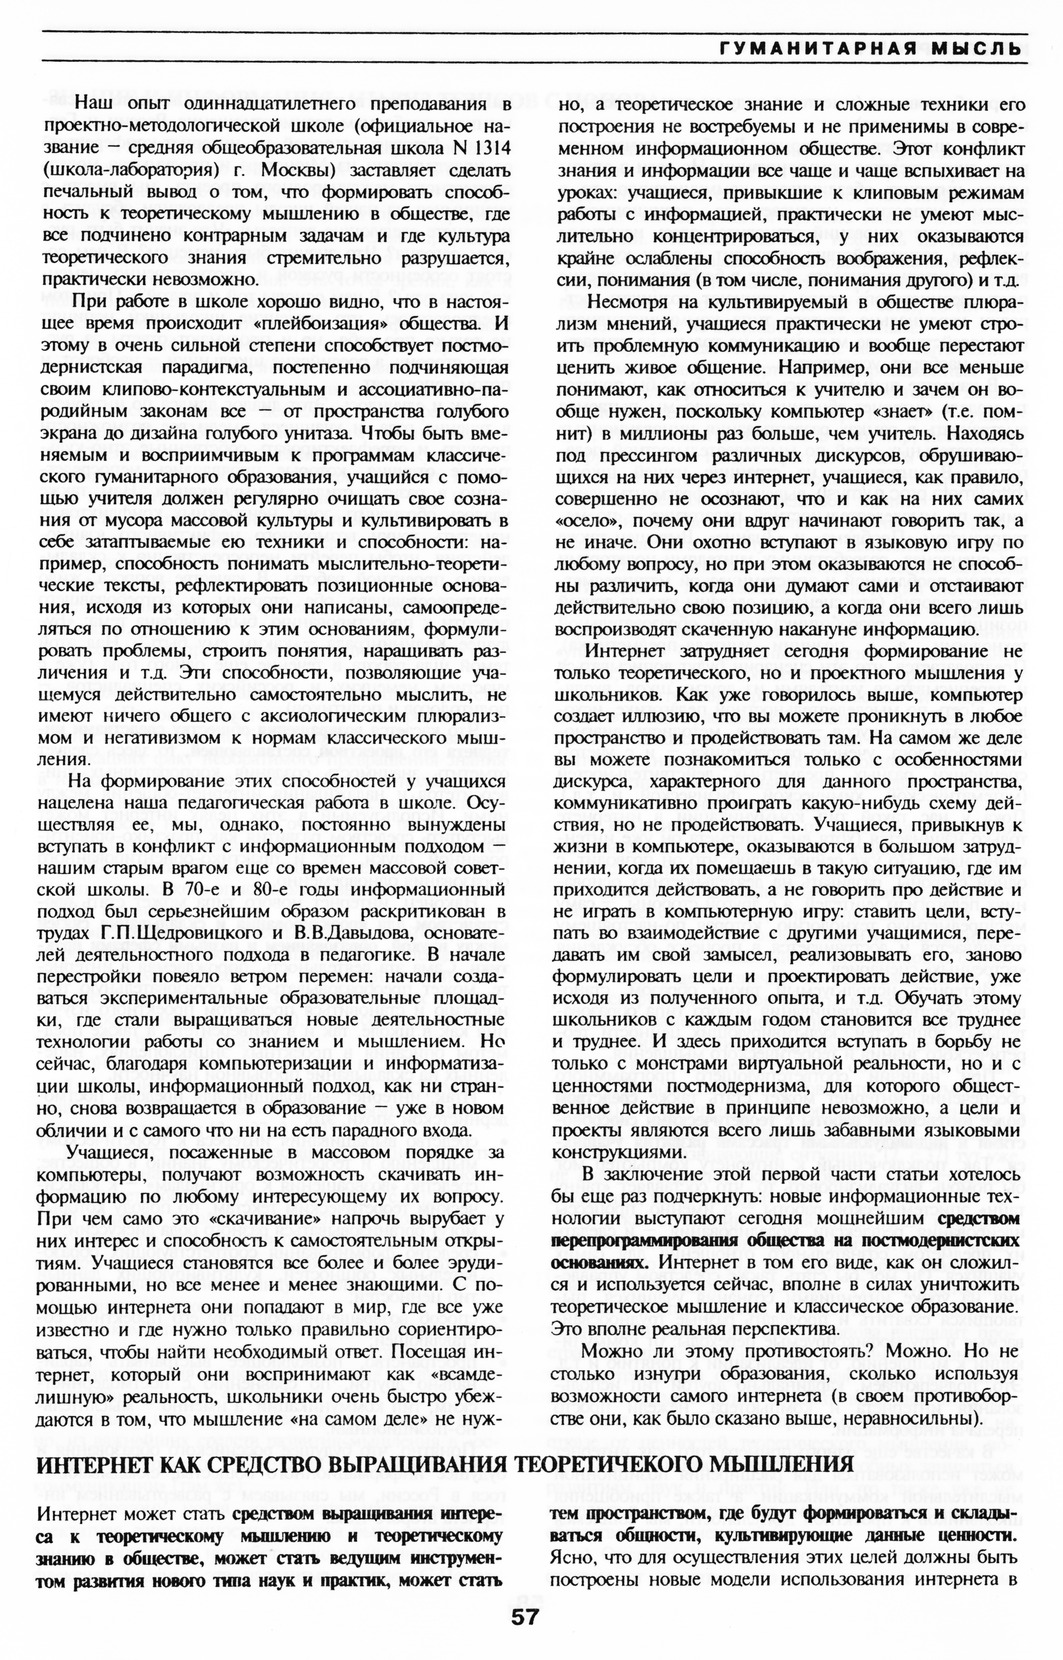 ГУМАНИТАРНАЯ МЫСЛЬ
Наш опыт одиннадцатилетнего преподавания в
проектно-методологической школе (официальное на-
звание — средняя общеобразовательная школа N 1314
(школа-лаборатория) г. Москвы) заставляет сделать
печальный вывод о том, что формировать способ-
ность к теоретическому мышлению в обществе, где
все подчинено контрарным задачам и где культура
теоретического знания стремительно разрушается,
практически невозможно.
При работе в школе хорошо видно, что в настоя-
щее время происходит «плейбоизация» общества. И
этому в очень сильной степени способствует постмо-
дернистская парадигма, постепенно подчиняющая
своим клипово-контекстуальным и ассоциативно-па-
родийным законам все — от пространства голубого
экрана до дизайна голубого унитаза. Чтобы быть вме-
няемым и восприимчивым к программам классиче-
ского гуманитарного образования, учащийся с помо-
щью учителя должен регулярно очищать свое созна-
ния от мусора массовой культуры и культивировать в
себе затаптываемые ею техники и способности: на-
пример, способность понимать мыслительно-теорети-
ческие тексты, рефлектировать позиционные основа-
ния, исходя из которых они написаны, самоопреде-
ляться по отношению к этим основаниям, формули-
ровать проблемы, строить понятия, наращивать раз-
личения и т.д. Эти способности, позволяющие уча-
щемуся действительно самостоятельно мыслить, не
имеют ничего общего с аксиологическим плюрализ-
мом и негативизмом к нормам классического мыш-
ления.
На формирование этих способностей у учащихся
нацелена наша педагогическая работа в школе. Осу-
ществляя ее, мы, однако, постоянно вынуждены
вступать в конфликт с информационным подходом —
нашим старым врагом еще со времен массовой совет-
ской школы. В 70-е и 80-е годы информационный
подход был серьезнейшим образом раскритикован в
трудах Г.П.Щедровицкого и В.В.Давыдова, основате-
лей деятельностного подхода в педагогике. В начале
перестройки повеяло ветром перемен: начали созда-
ваться экспериментальные образовательные площад-
ки, где стали выращиваться новые деятельностные
технологии работы со знанием и мышлением. Но
сейчас, благодаря компьютеризации и информатиза-
ции школы, информационный подход, как ни стран-
но, снова возвращается в образование — уже в новом
обличии и с самого что ни на есть парадного входа.
Учащиеся, посаженные в массовом порядке за
компьютеры, получают возможность скачивать ин-
формацию по любому интересующему их вопросу.
При чем само это «скачивание» напрочь вырубает у
них интерес и способность к самостоятельным откры-
тиям. Учащиеся становятся все более и более эруди-
рованными, но все менее и менее знающими. С по-
мощью интернета они попадают в мир, где все уже
известно и где нужно только правильно сориентиро-
ваться, чтобы найти необходимый ответ. Посещая ин-
тернет, который они воспринимают как «всамде-
лишную» реальность, школьники очень быстро убеж-
даются в том, что мышление «на самом деле» не нуж-
но, а теоретическое знание и сложные техники его
построения не востребуемы и не применимы в совре-
менном информационном обществе. Этот конфликт
знания и информации все чаще и чаще вспыхивает на
уроках: учащиеся, привыкшие к клиповым режимам
работы с информацией, практически не умеют мыс-
лительно концентрироваться, у них оказываются
крайне ослаблены способность воображения, рефлек-
сии, понимания (в том числе, понимания другого) и т.д.
Несмотря на культивируемый в обществе плюра-
лизм мнений, учащиеся практически не умеют стро-
ить проблемную коммуникацию и вообще перестают
ценить живое общение. Например, они все меньше
понимают, как относиться к учителю и зачем он во-
обще нужен, поскольку компьютер «знает» (т.е. пом-
нит) в миллионы раз больше, чем учитель. Находясь
под прессингом различных дискурсов, обрушиваю-
щихся на них через интернет, учащиеся, как правило,
совершенно не осознают, что и как на них самих
«осело», почему они вдруг начинают говорить так, а
не иначе. Они охотно вступают в языковую игру по
любому вопросу, но при этом оказываются не способ-
ны различить, когда они думают сами и отстаивают
действительно свою позицию, а когда они всего лишь
воспроизводят скаченную накануне информацию.
Интернет затрудняет сегодня формирование не
только теоретического, но и проектного мышления у
школьников. Как уже говорилось выше, компьютер
создает иллюзию, что вы можете проникнуть в любое
пространство и продействовать там. На самом же деле
вы можете познакомиться только с особенностями
дискурса, характерного для данного пространства,
коммуникативно проиграть какую-нибудь схему дей-
ствия, но не продействовать. Учащиеся, привыкнув к
жизни в компьютере, оказываются в большом затруд-
нении, когда их помещаешь в такую ситуацию, где им
приходится действовать, а не говорить про действие и
не играть в компьютерную игру: ставить цели, всту-
пать во взаимодействие с другими учащимися, пере-
давать им свой замысел, реализовывать его, заново
формулировать цели и проектировать действие, уже
исходя из полученного опыта, и т.д. Обучать этому
школьников с каждым годом становится все труднее
и труднее. И здесь приходится вступать в борьбу не
только с монстрами виртуальной реальности, но и с
ценностями постмодернизма, для которого общест-
венное действие в принципе невозможно, а цели и
проекты являются всего лишь забавными языковыми
конструкциями.
В заключение этой первой части статьи хотелось
бы еще раз подчеркнуть: новые информационные тех-
нологии выступают сегодня мощнейшим средством
перепрограммирования общества на постмодернистских
основаниях. Интернет в том его виде, как он сложил-
ся и используется сейчас, вполне в силах уничтожить
теоретическое мышление и классическое образование.
Это вполне реальная перспектива.
Можно ли этому противостоять? Можно. Но не
столько изнутри образования, сколько используя
возможности самого интернета (в своем противобор-
стве они, как было сказано выше, неравносильны).
ИНТЕРНЕТ КАК СРЕДСТВО ВЫРАЩИВАНИЯ ТЕОРЕТИЧЕКОГО МЫШЛЕНИЯ
Интернет может стать средством выращивания интере-
са к теоретическому мышлению и теоретическому
знанию в обществе, может стать ведущим инструмен-
том развития нового типа наук и практик, может стать
тем пространством, где будут формироваться и склады-
ваться общности, культивирующие данные ценности.
Ясно, что для осуществления этих целей должны быть
построены новые модели использования интернета в
57